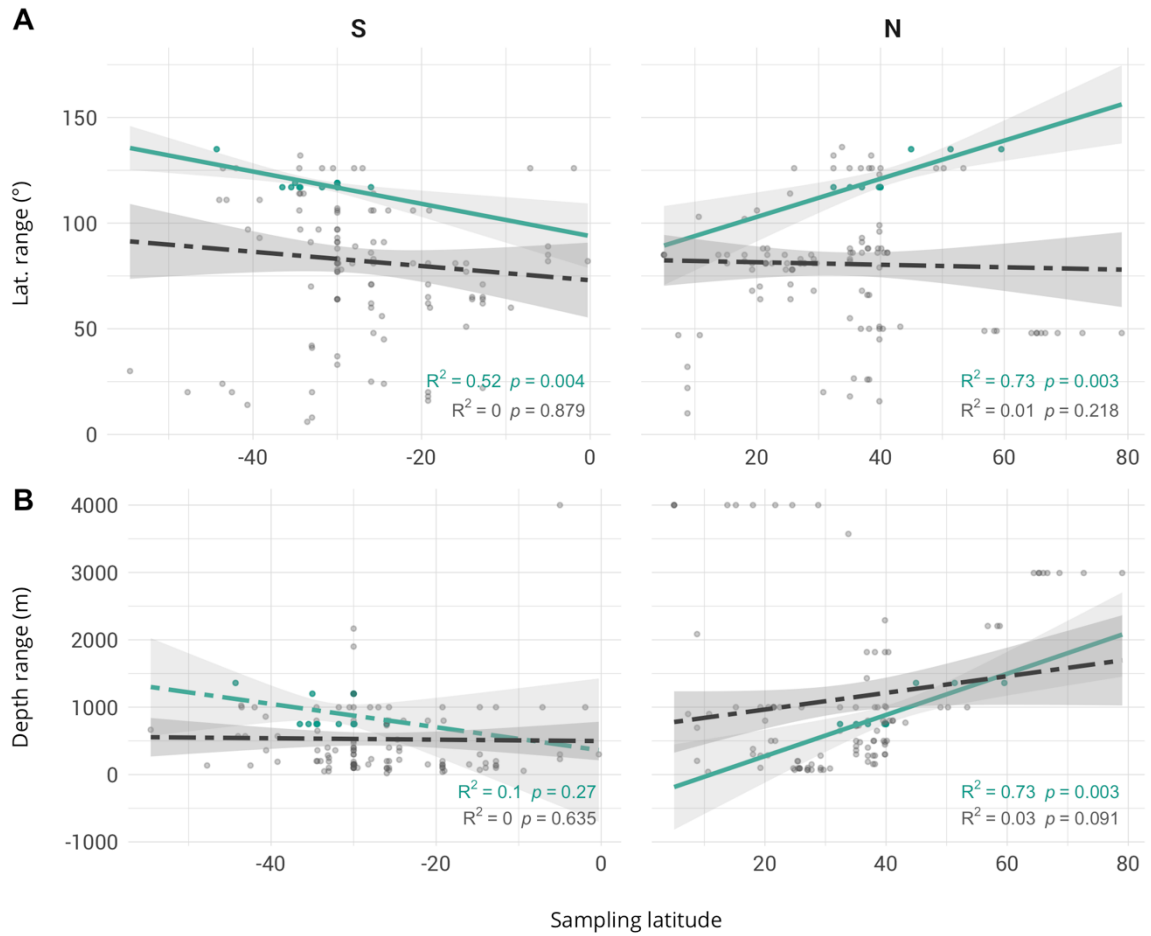 A
S
N
Lat. range (°)
150
100
50
0
R² = 0.52 p = 0.004
R² = 0 p = 0.879
R² = 0.73 p = 0.003
R² = 0.01 p = 0.218
-40 -20 0
20 40 60 80
B
Depth range (m)
4000
3000
2000
1000
0
-1000
R² = 0.1 p = 0.27
R² = 0 p = 0.635
R² = 0.73 p = 0.003
R² = 0.03 p = 0.091
-40 -20 0
20 40 60 80
Sampling latitude